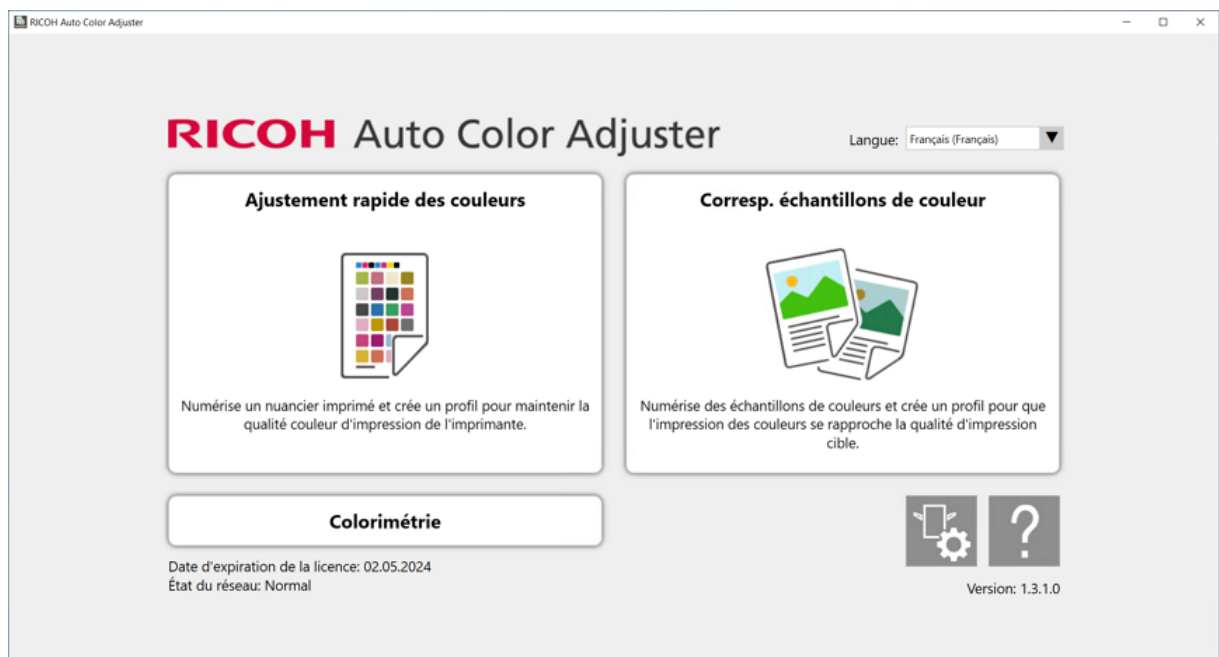 RICOH Auto Color Adjuster
RICOH Auto Color Adjuster
Langue: Français (Français)
Ajustement rapide des couleurs
Numérise un nuancier imprimé et crée un profil pour maintenir la
qualité couleur d'impression de l'imprimante.
Corresp. échantillons de couleur
Numérise des échantillons de couleurs et crée un profil pour que
l'impression des couleurs se rapproche la qualité d'impression
cible.
Colorimétrie
?
Date d'expiration de la licence: 02.05.2024
État du réseau: Normal
Version: 1.3.1.0